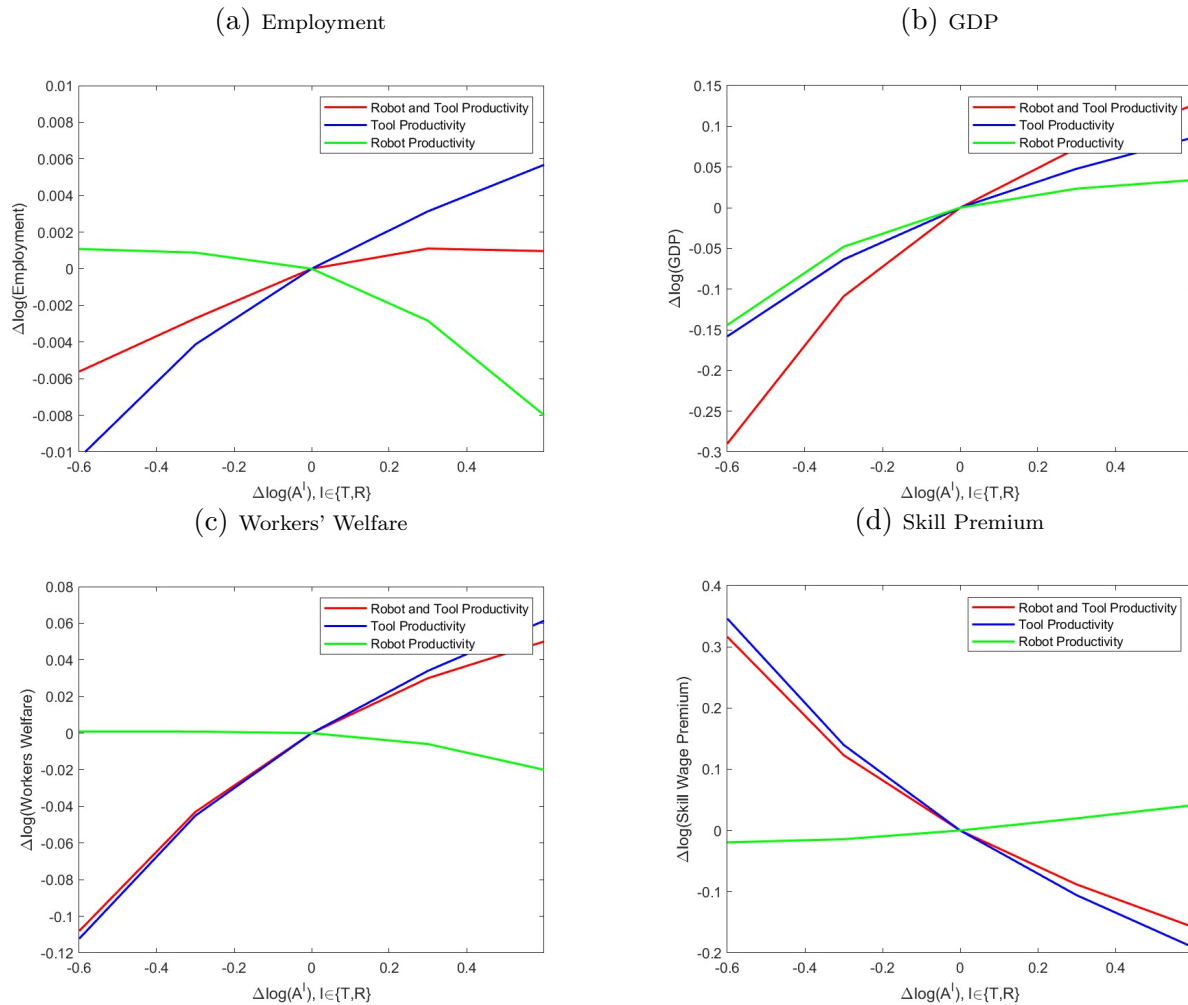 (a) Employment
0.01
0.008
0.006
0.004
0.002
0
-0.002
-0.004
-0.006
-0.008
-0.01
Δlog(Employment)
Robot and Tool Productivity
Tool Productivity
Robot Productivity
-0.6 -0.4 -0.2 0 0.2 0.4
Δlog(A^I), I∈{T,R}
(b) GDP
0.15
0.1
0.05
0
-0.05
-0.1
-0.15
-0.2
-0.25
-0.3
Δlog(GDP)
Robot and Tool Productivity
Tool Productivity
Robot Productivity
-0.6 -0.4 -0.2 0 0.2 0.4
Δlog(A^I), I∈{T,R}
(c) Workers' Welfare
0.08
0.06
0.04
0.02
0
-0.02
-0.04
-0.06
-0.08
-0.1
-0.12
Δlog(Workers Welfare)
Robot and Tool Productivity
Tool Productivity
Robot Productivity
-0.6 -0.4 -0.2 0 0.2 0.4
Δlog(A^I), I∈{T,R}
(d) Skill Premium
0.4
0.3
0.2
0.1
0
-0.1
-0.2
Δlog(Skill Wage Premium)
Robot and Tool Productivity
Tool Productivity
Robot Productivity
-0.6 -0.4 -0.2 0 0.2 0.4
Δlog(A^I), I∈{T,R}